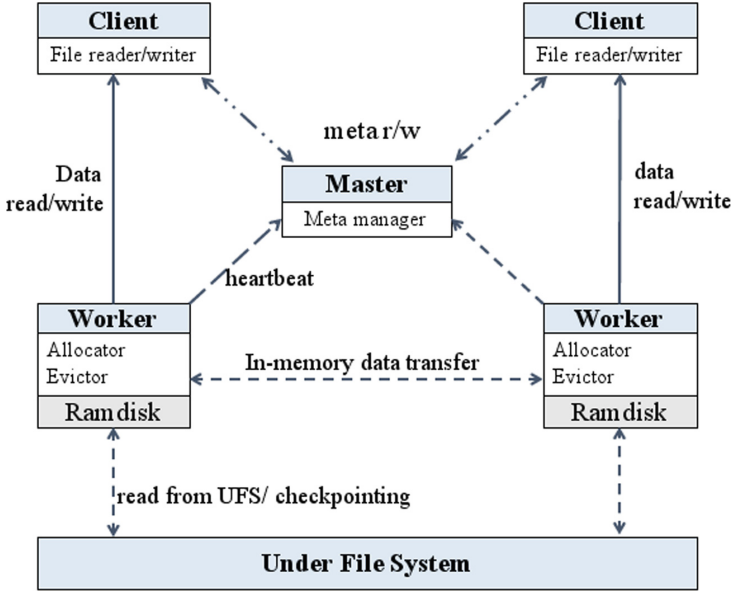 Client
Client
File reader/writer
File reader/writer
meta r/w
Data
read/write
data
read/write
Master
Meta manager
heartbeat
Worker
Worker
Allocator
Evictor
Allocator
Evictor
In-memory data transfer
Ramdisk
Ramdisk
read from UFS/ checkpointing
Under File System